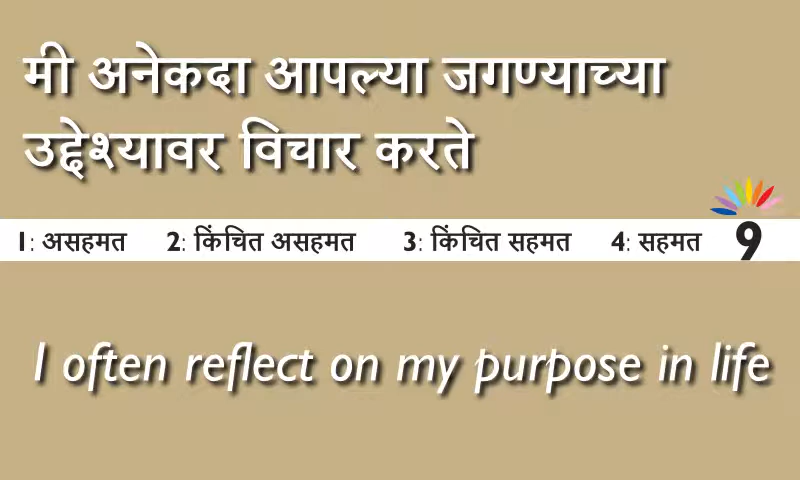 मी अनेकदा आपल्या जगण्याच्या
उद्देश्यावर विचार करते
1: असहमत 2: किंचित असहमत 3: किंचित सहमत 4: सहमत 9
I often reflect on my purpose in life